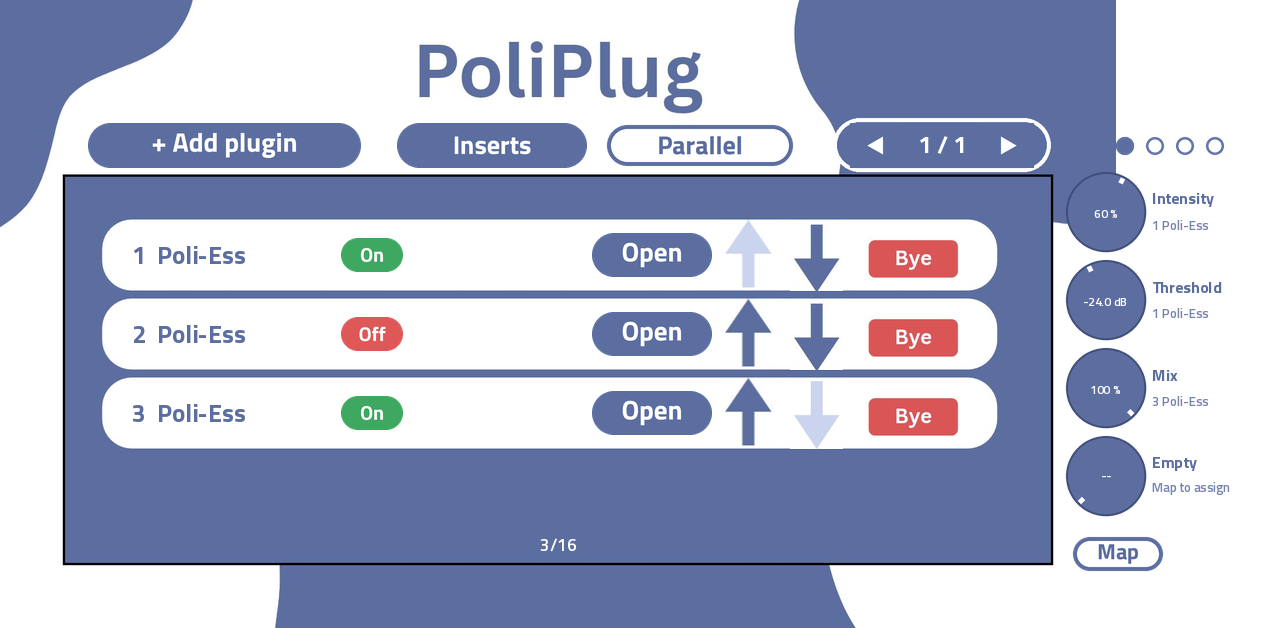 PoliPlug
+ Add plugin
Inserts
Parallel
1 / 1
1 Poli-Ess
On
Open
Bye
2 Poli-Ess
Off
Open
Bye
3 Poli-Ess
On
Open
Bye
3/16
60 %
Intensity
1 Poli-Ess
-24.0 dB
Threshold
1 Poli-Ess
100 %
Mix
3 Poli-Ess
--
Empty
Map to assign
Map